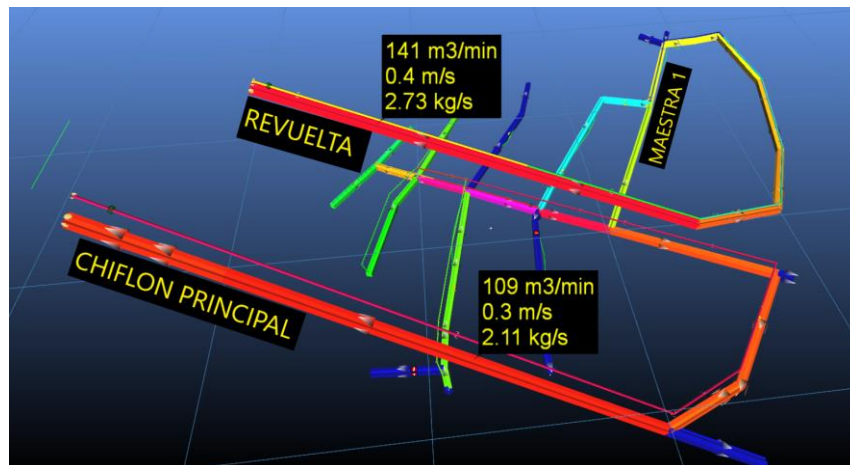 141 m3/min
0.4 m/s
2.73 kg/s
REVUELTA
MAESTRA 1
CHIFLON PRINCIPAL
109 m3/min
0.3 m/s
2.11 kg/s